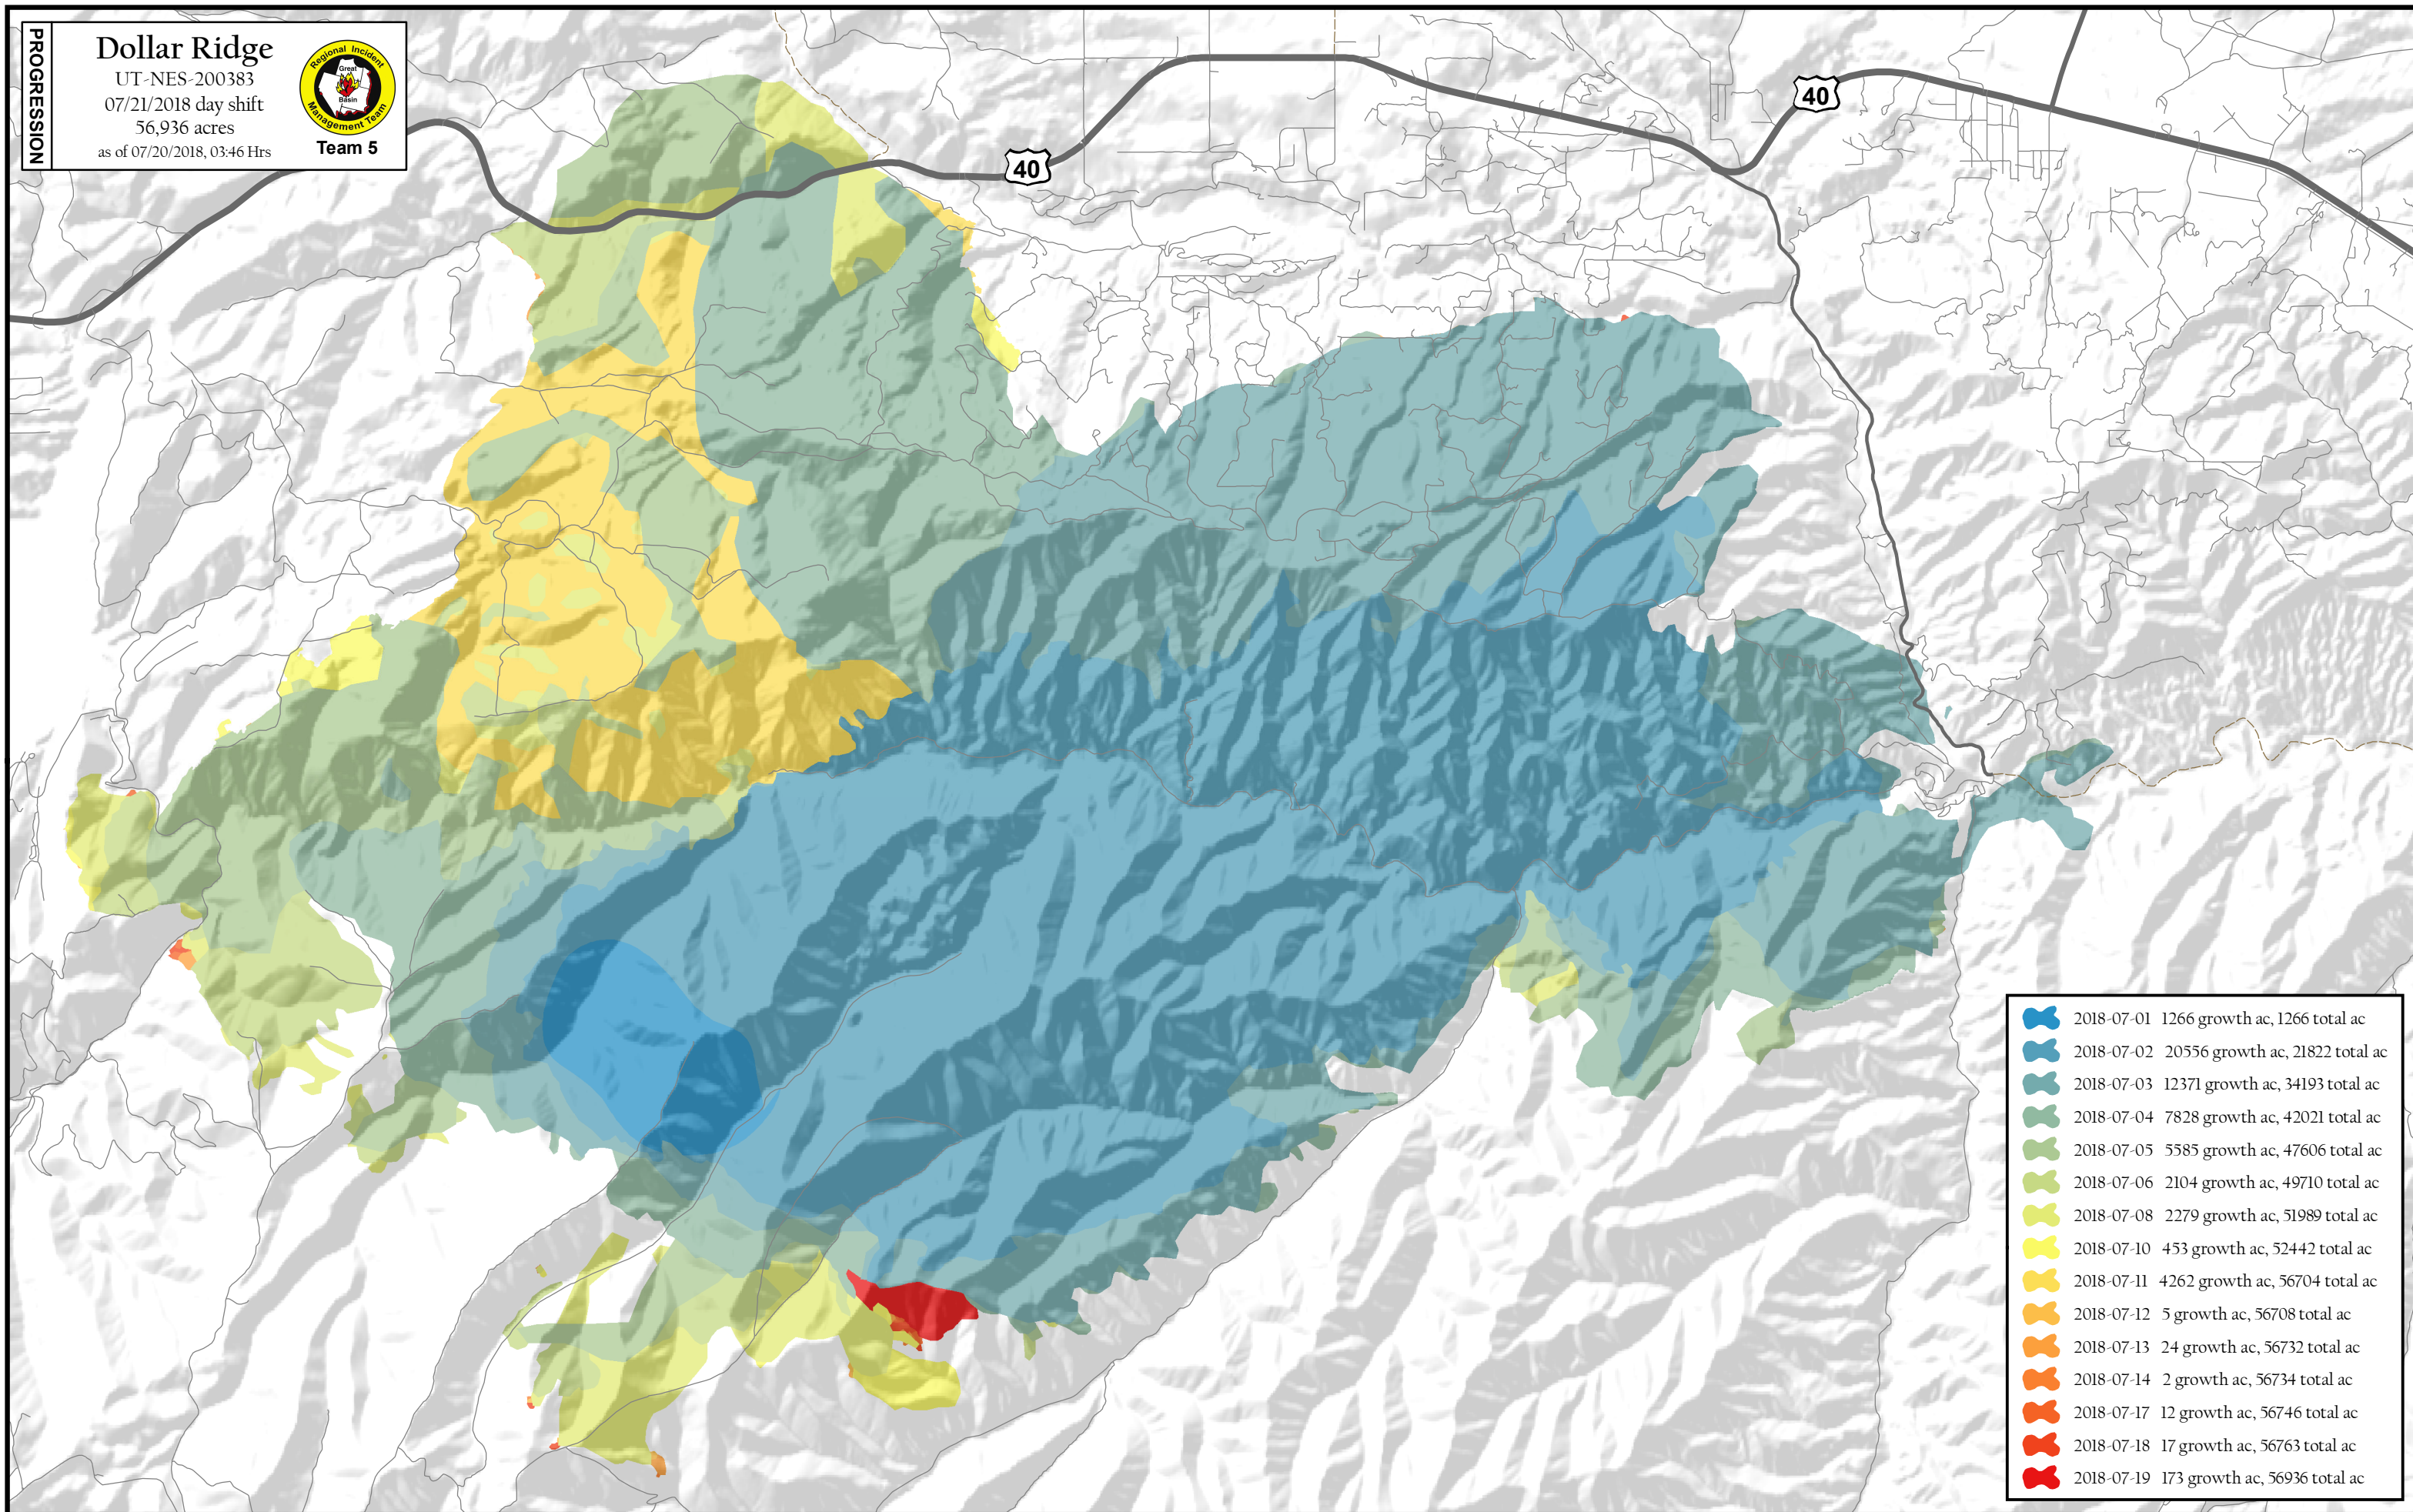 PROGRESSION
Dollar Ridge
UT-NES-200383
07/21/2018 day shift
56,936 acres
as of 07/20/2018, 03:46 Hrs
Regional Incident
Great
Basin
Management Team
Team 5
40
40
2018-07-01 1266 growth ac, 1266 total ac
2018-07-02 20556 growth ac, 21822 total ac
2018-07-03 12371 growth ac, 34193 total ac
2018-07-04 7828 growth ac, 42021 total ac
2018-07-05 5585 growth ac, 47606 total ac
2018-07-06 2104 growth ac, 49710 total ac
2018-07-08 2279 growth ac, 51989 total ac
2018-07-10 453 growth ac, 52442 total ac
2018-07-11 4262 growth ac, 56704 total ac
2018-07-12 5 growth ac, 56708 total ac
2018-07-13 24 growth ac, 56732 total ac
2018-07-14 2 growth ac, 56734 total ac
2018-07-17 12 growth ac, 56746 total ac
2018-07-18 17 growth ac, 56763 total ac
2018-07-19 173 growth ac, 56936 total ac